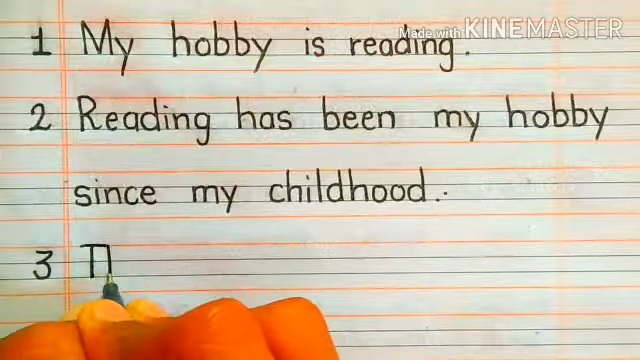 Made with KINEMASTER
1 My hobby is reading.
2 Reading has been my hobby
since my childhood.
3 T